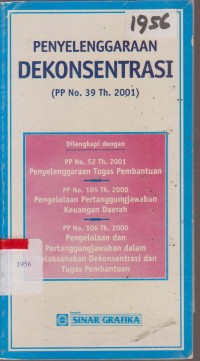 1956
PENYELENGGARAAN
DEKONSENTRASI
(PP No. 39 Th. 2001)
Dilengkapi dengan
PP No. 52 Th. 2001
Penyelenggaraan Tugas Pembantuan
PP No. 105 Th. 2000
Pengelolaan Pertanggungjawaban
Keuangan Daerah
PP No. 106 Th. 2000
Pengelolaan dan
Pertanggungjawaban dalam
Pelaksanaan Dekonsentrasi dan
Tugas Pembantuan
1956
SINAR GRAFIKA